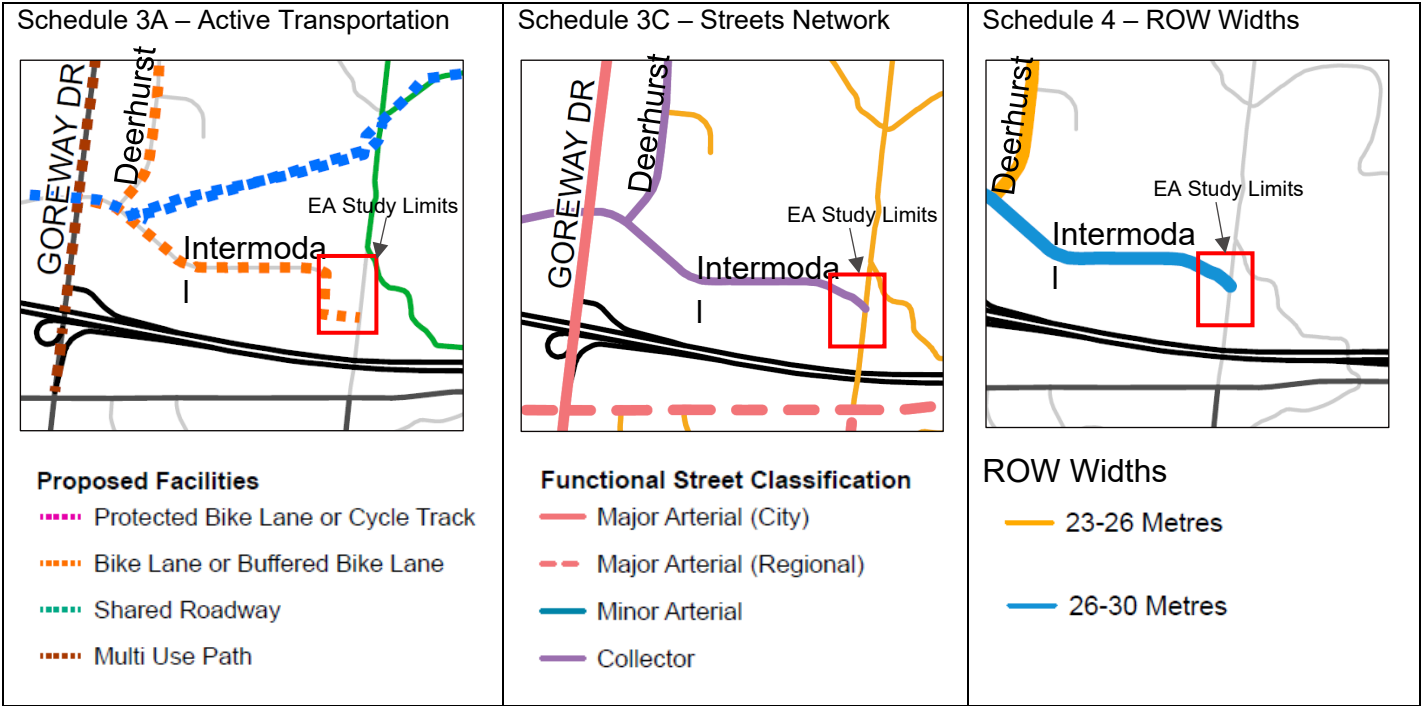 Schedule 3A – Active Transportation
GOREWAY DR
Deerhurst
EA Study Limits
Intermoda
l
Proposed Facilities
Protected Bike Lane or Cycle Track
Bike Lane or Buffered Bike Lane
Shared Roadway
Multi Use Path
Schedule 3C – Streets Network
GOREWAY DR
Deerhurst
EA Study Limits
Intermoda
l
Functional Street Classification
Major Arterial (City)
Major Arterial (Regional)
Minor Arterial
Collector
Schedule 4 – ROW Widths
Deerhurst
EA Study Limits
Intermoda
l
ROW Widths
23-26 Metres
26-30 Metres